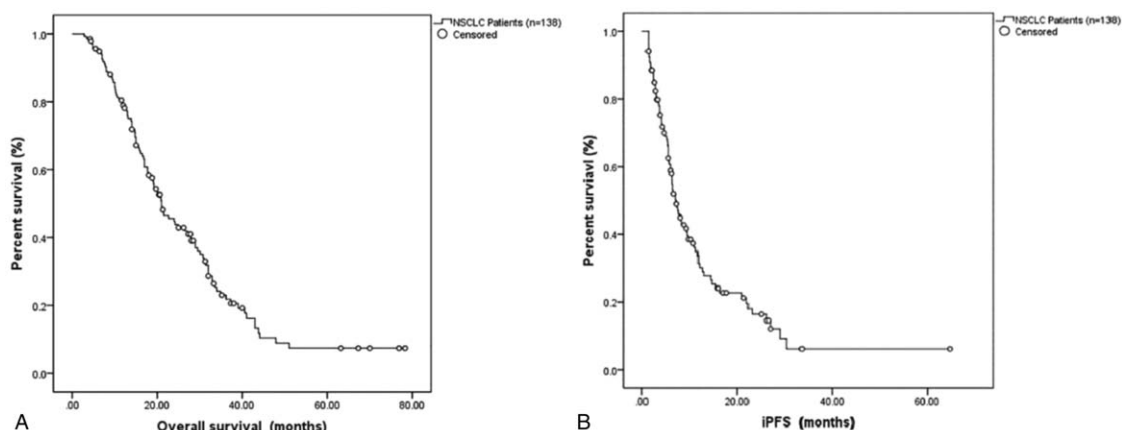 NSCLC Patients (n=138)
Censored
1.0
0.8
0.6
0.4
0.2
0.0
Percent survival (%)
.00 20.00 40.00 60.00 80.00
Overall survival (months)
A
NSCLC Patients (n=138)
Censored
1.0
0.8
0.6
0.4
0.2
0.0
Percent surviavl (%)
.00 20.00 40.00 60.00
iPFS (months)
B